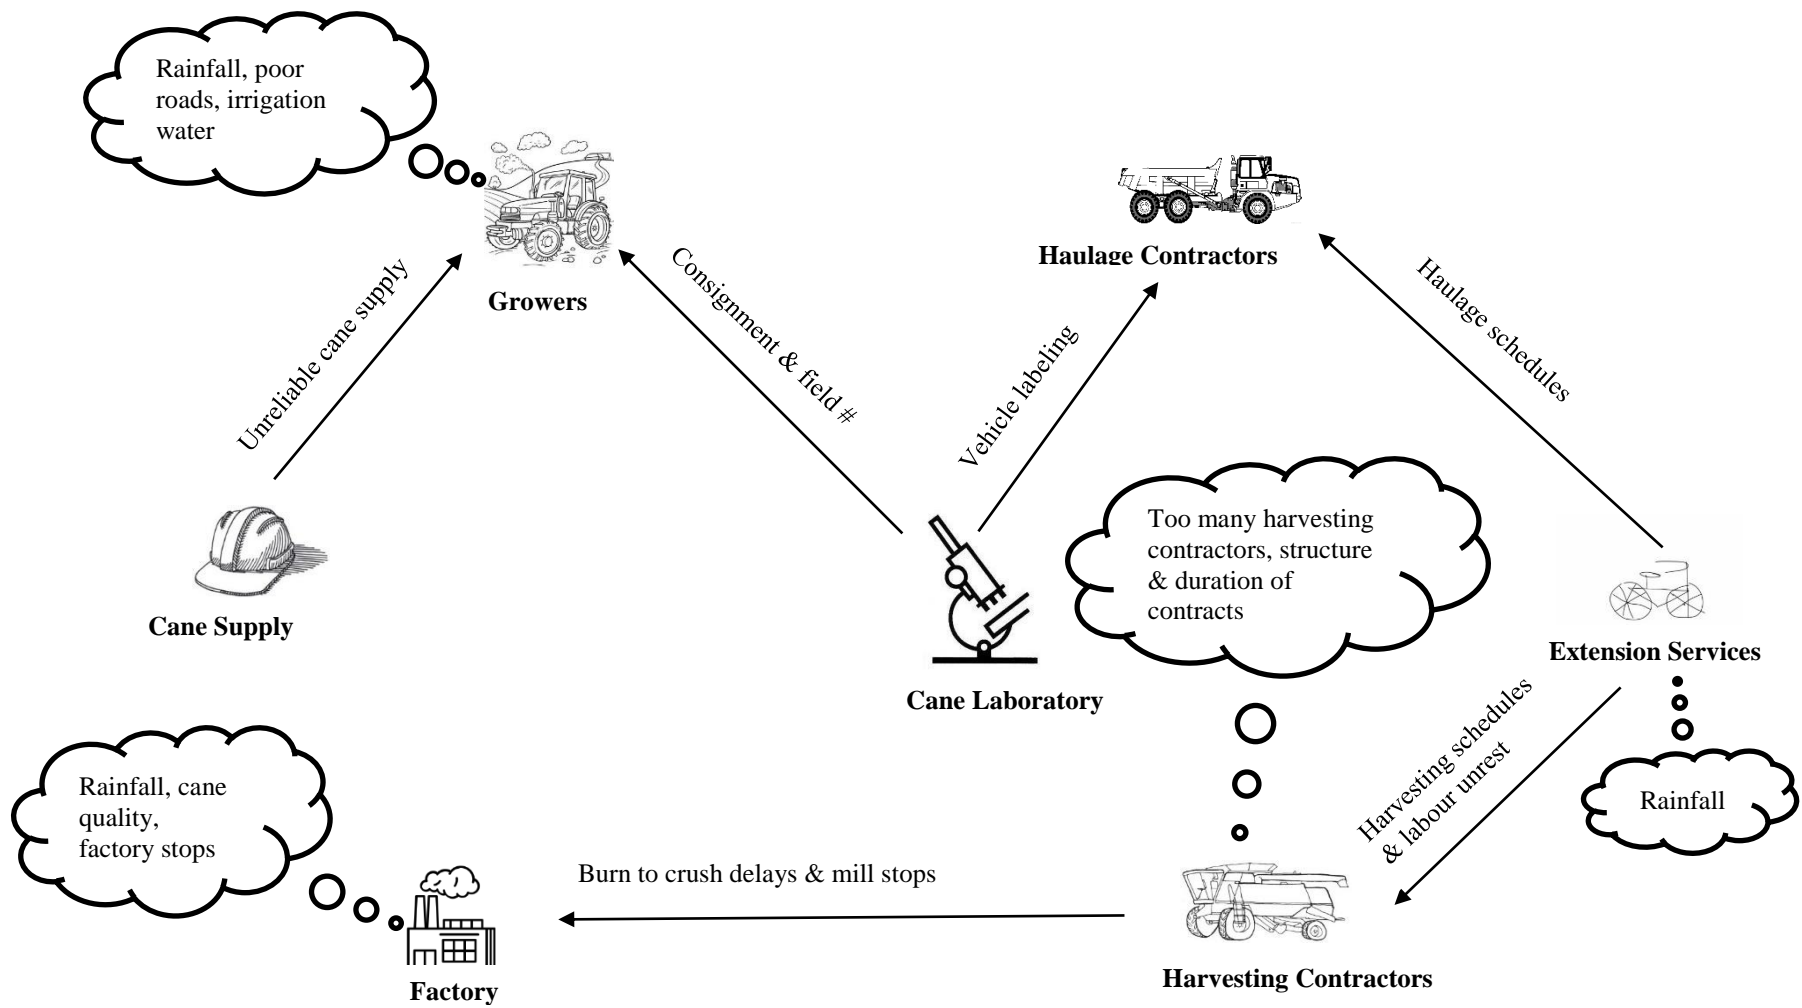 Rainfall, poor
roads, irrigation
water
Growers
Haulage Contractors
Unreliable cane supply
Consignment & field #
Vehicle labeling
Haulage schedules
Cane Supply
Cane Laboratory
Too many harvesting
contractors, structure
& duration of
contracts
Extension Services
Harvesting schedules
& labour unrest
Rainfall
Rainfall, cane
quality,
factory stops
Burn to crush delays & mill stops
Factory
Harvesting Contractors